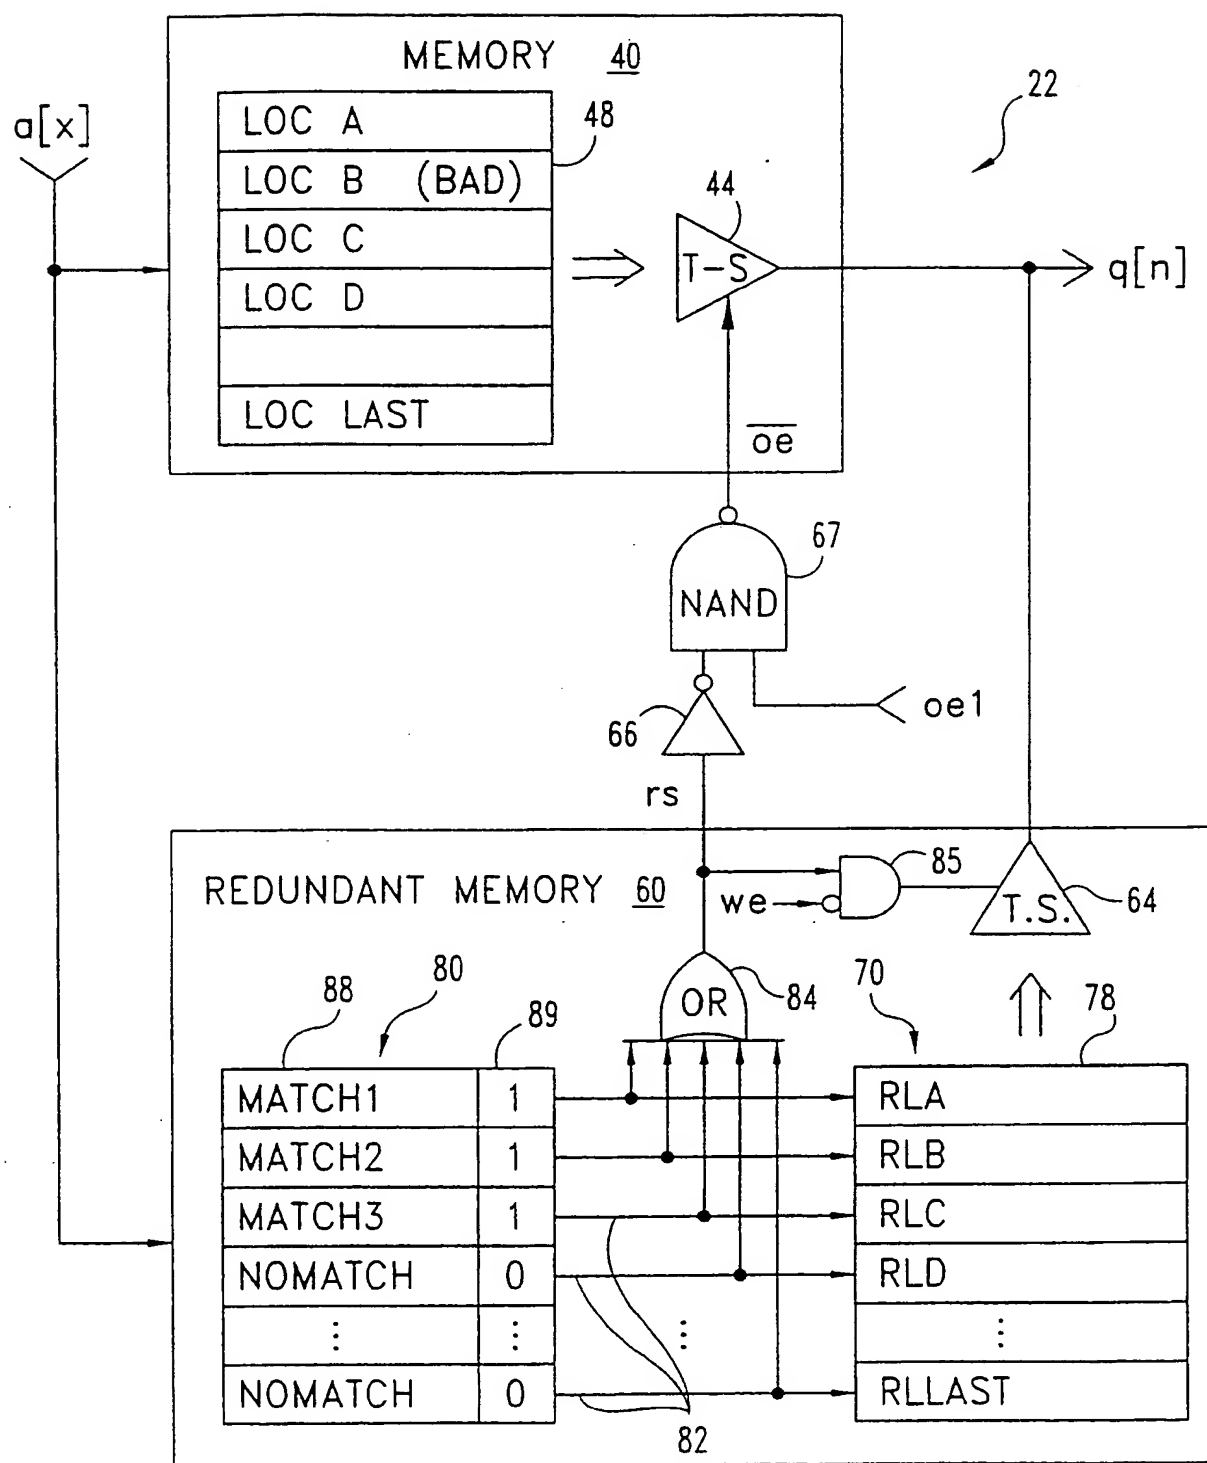 MEMORY 40
22
a[x]
LOC A
48
LOC B (BAD)
44
LOC C
T-S
q[n]
LOC D
LOC LAST
oe
67
NAND
oe1
66
rs
85
REDUNDANT MEMORY 60
we
T.S.
64
88
80
89
OR
84
70
78
MATCH1 1
RLA
MATCH2 1
RLB
MATCH3 1
RLC
NOMATCH 0
RLD
⋮ ⋮ ⋮ ⋮
NOMATCH 0
RLLAST
82